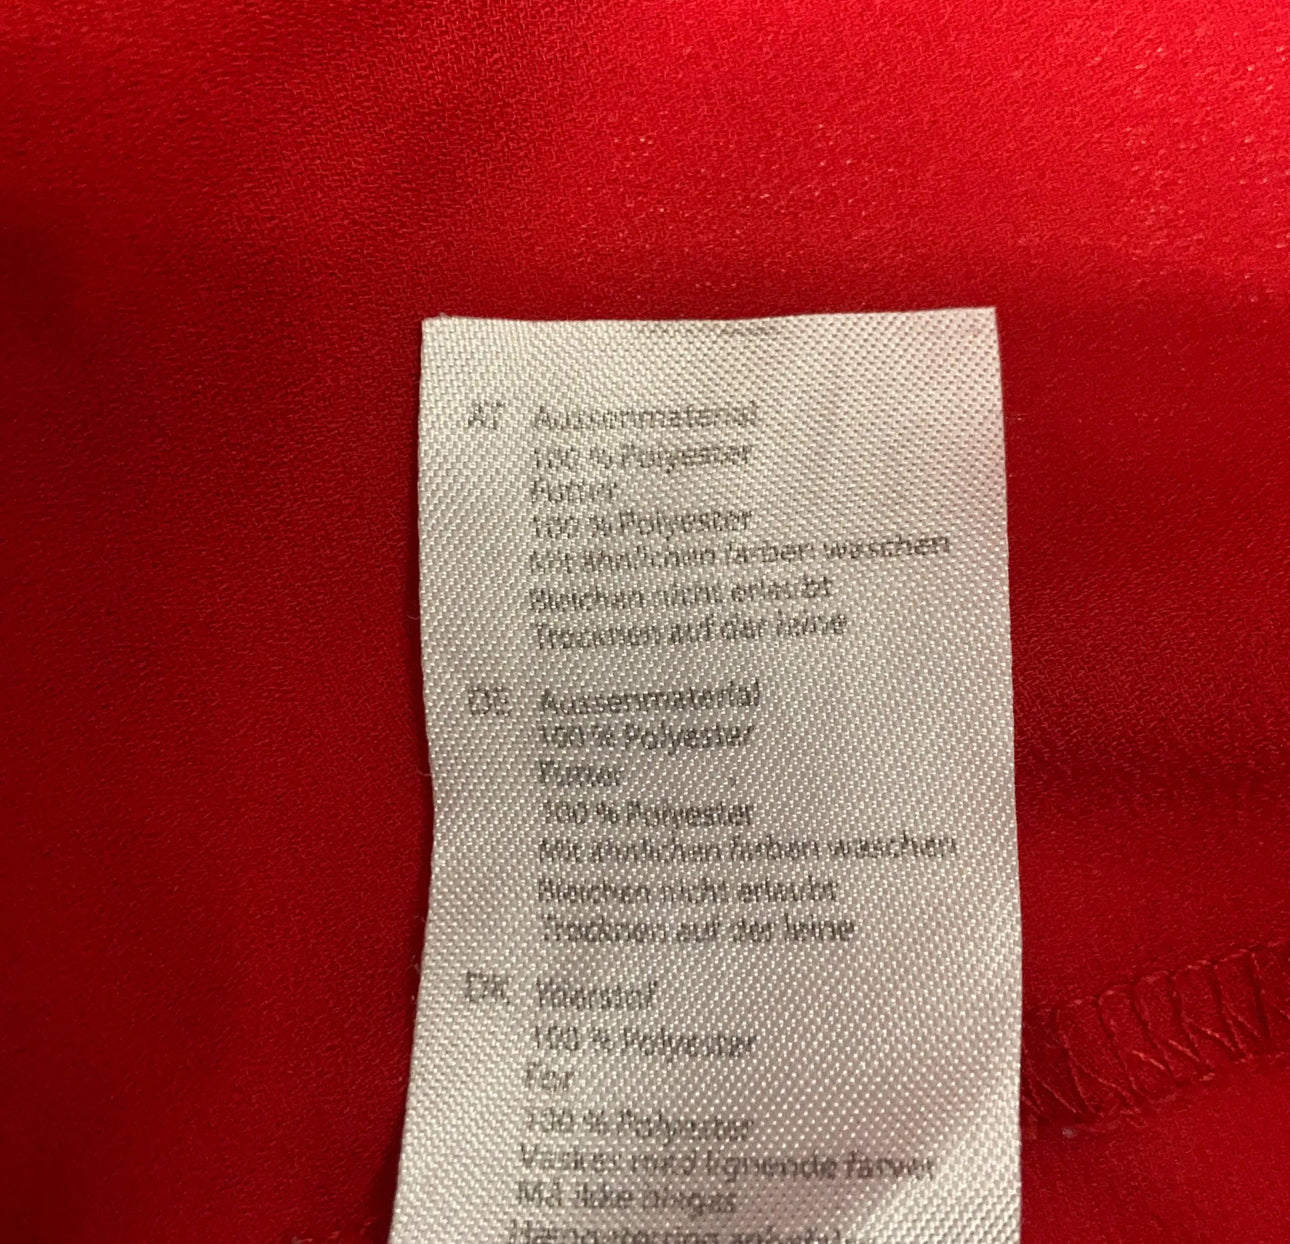 AT Aussenmaterial
100 % Polyester
Futter
100 % Polyester
Mit ähnlichen farben waschen
Bleichen nicht erlaubt
Trocknen auf der leine
DE Aussenmaterial
100 % Polyester
Futter
100 % Polyester
Mit ähnlichen farben waschen
Bleichen nicht erlaubt
Trocknen auf der leine
DK Yderstof
100 % Polyester
For
100 % Polyester
Vaskes med lignende farver
Må ikke bleges